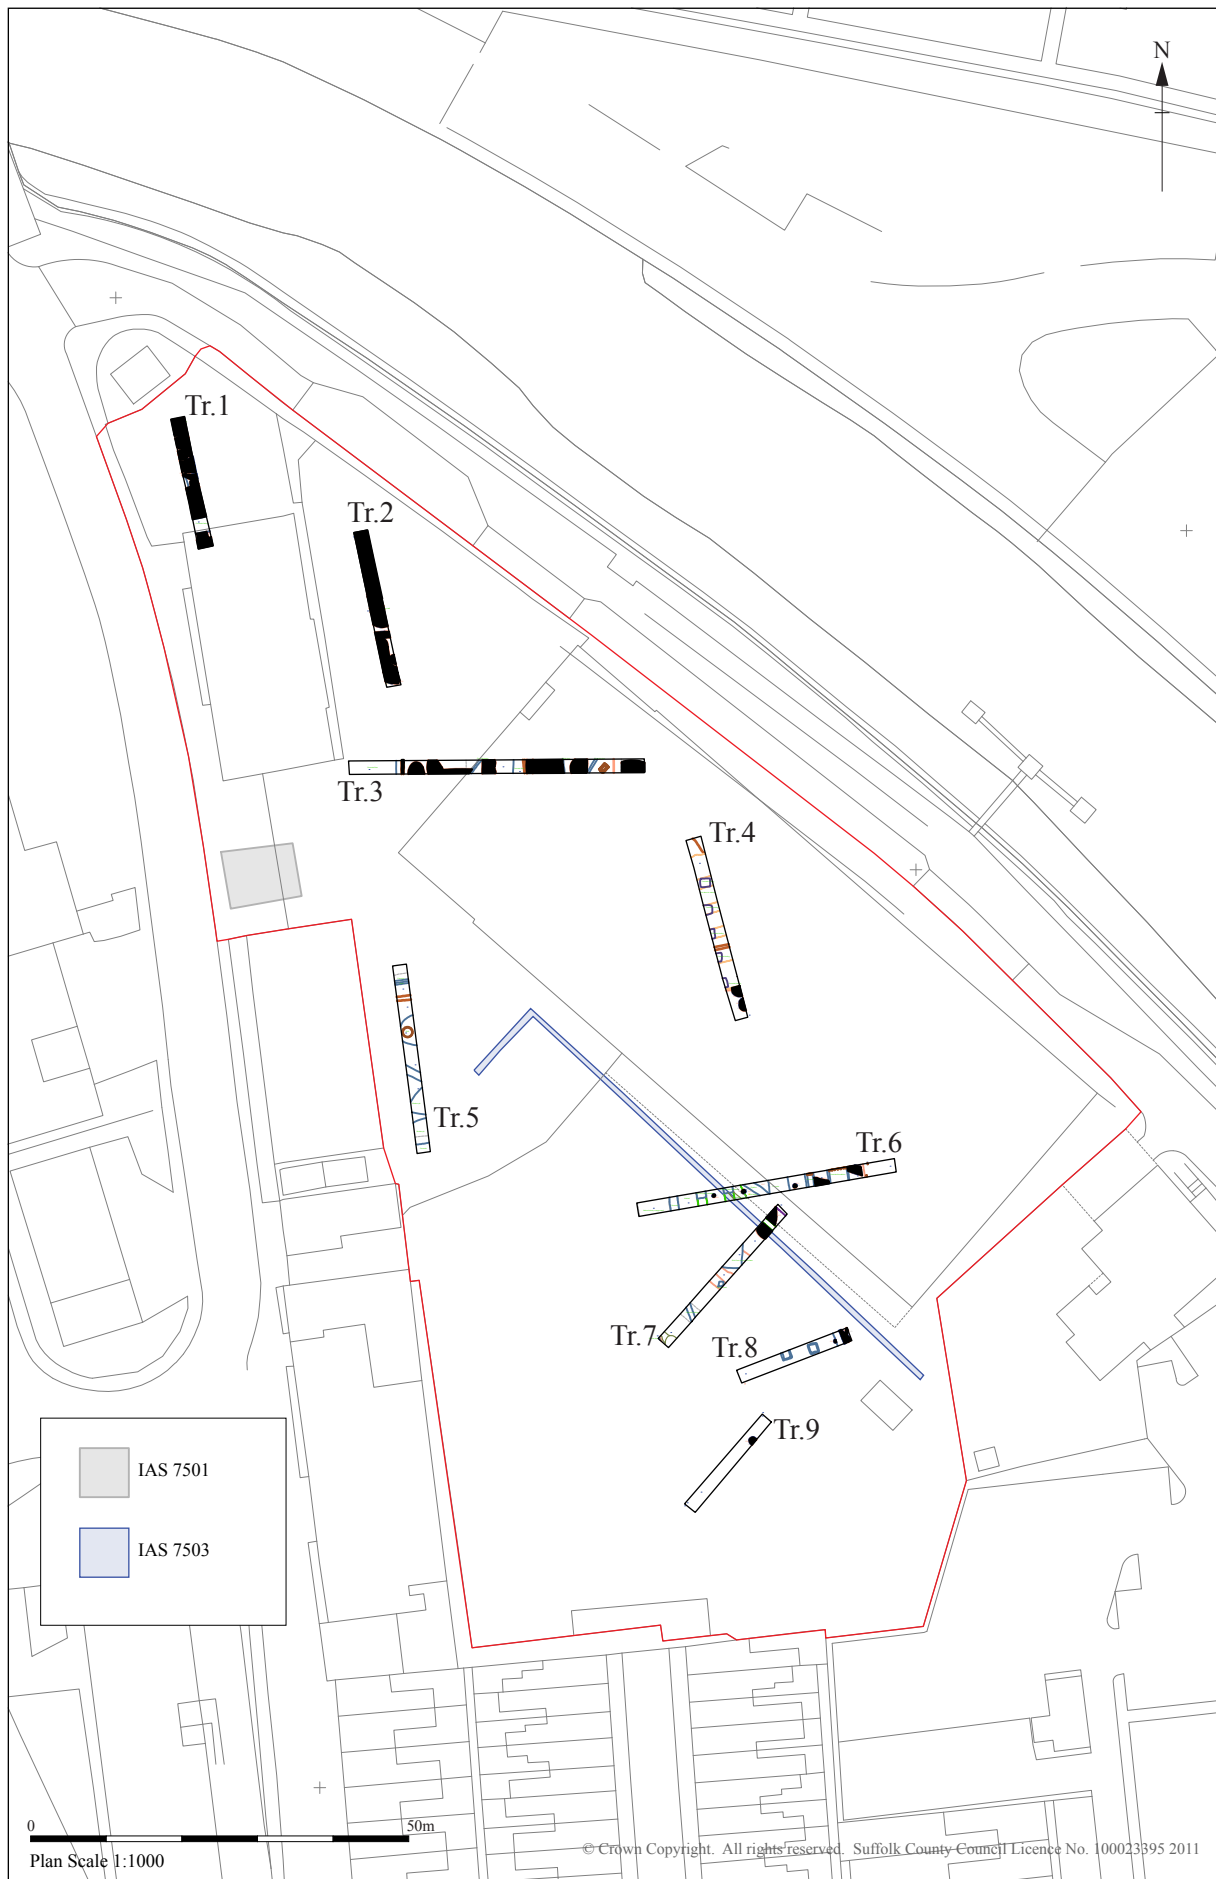 N
Tr.1
Tr.2
Tr.3
Tr.4
Tr.5
Tr.6
Tr.7
Tr.8
Tr.9
IAS 7501
IAS 7503
0 50m
Plan Scale 1:1000
© Crown Copyright. All rights reserved. Suffolk County Council Licence No. 100023395 2011